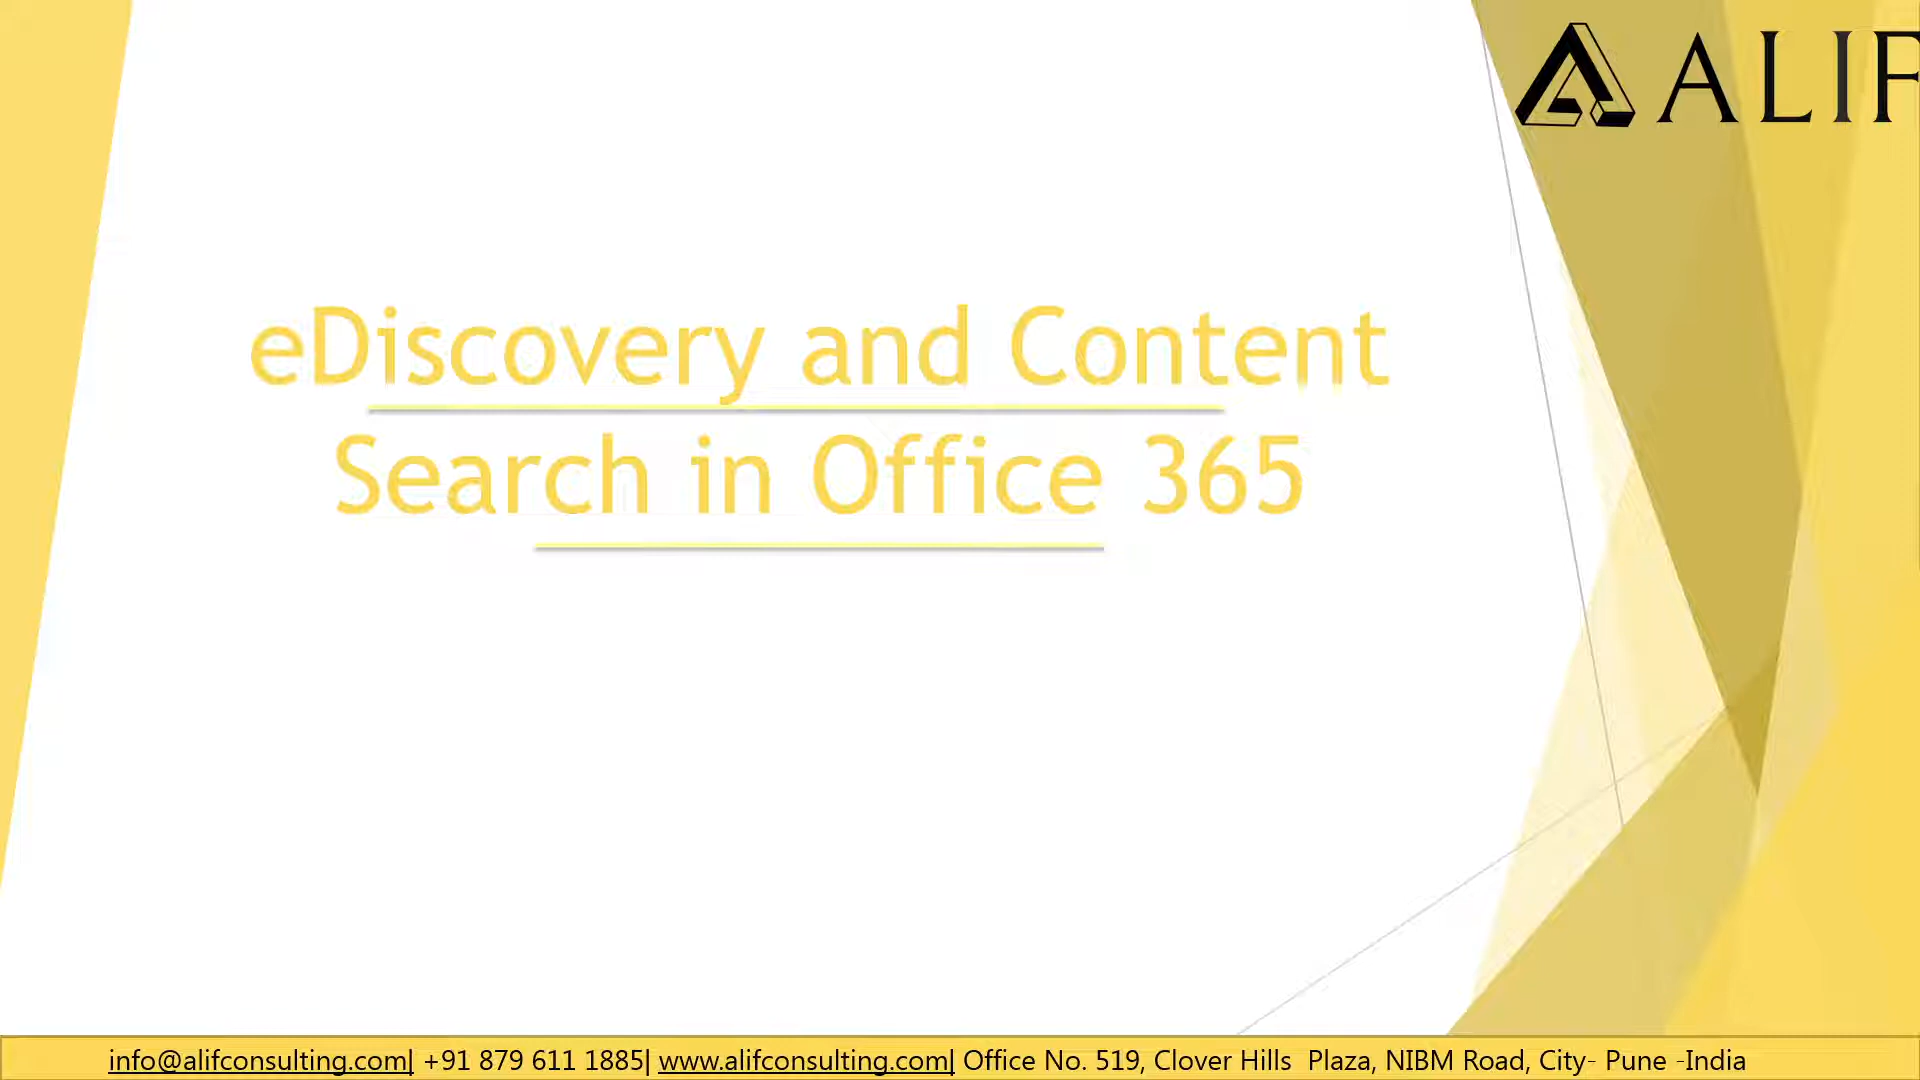 ALIF
eDiscovery and Content
Search in Office 365
info@alifconsulting.com| +91 879 611 1885| www.alifconsulting.com| Office No. 519, Clover Hills  Plaza, NIBM Road, City- Pune -India